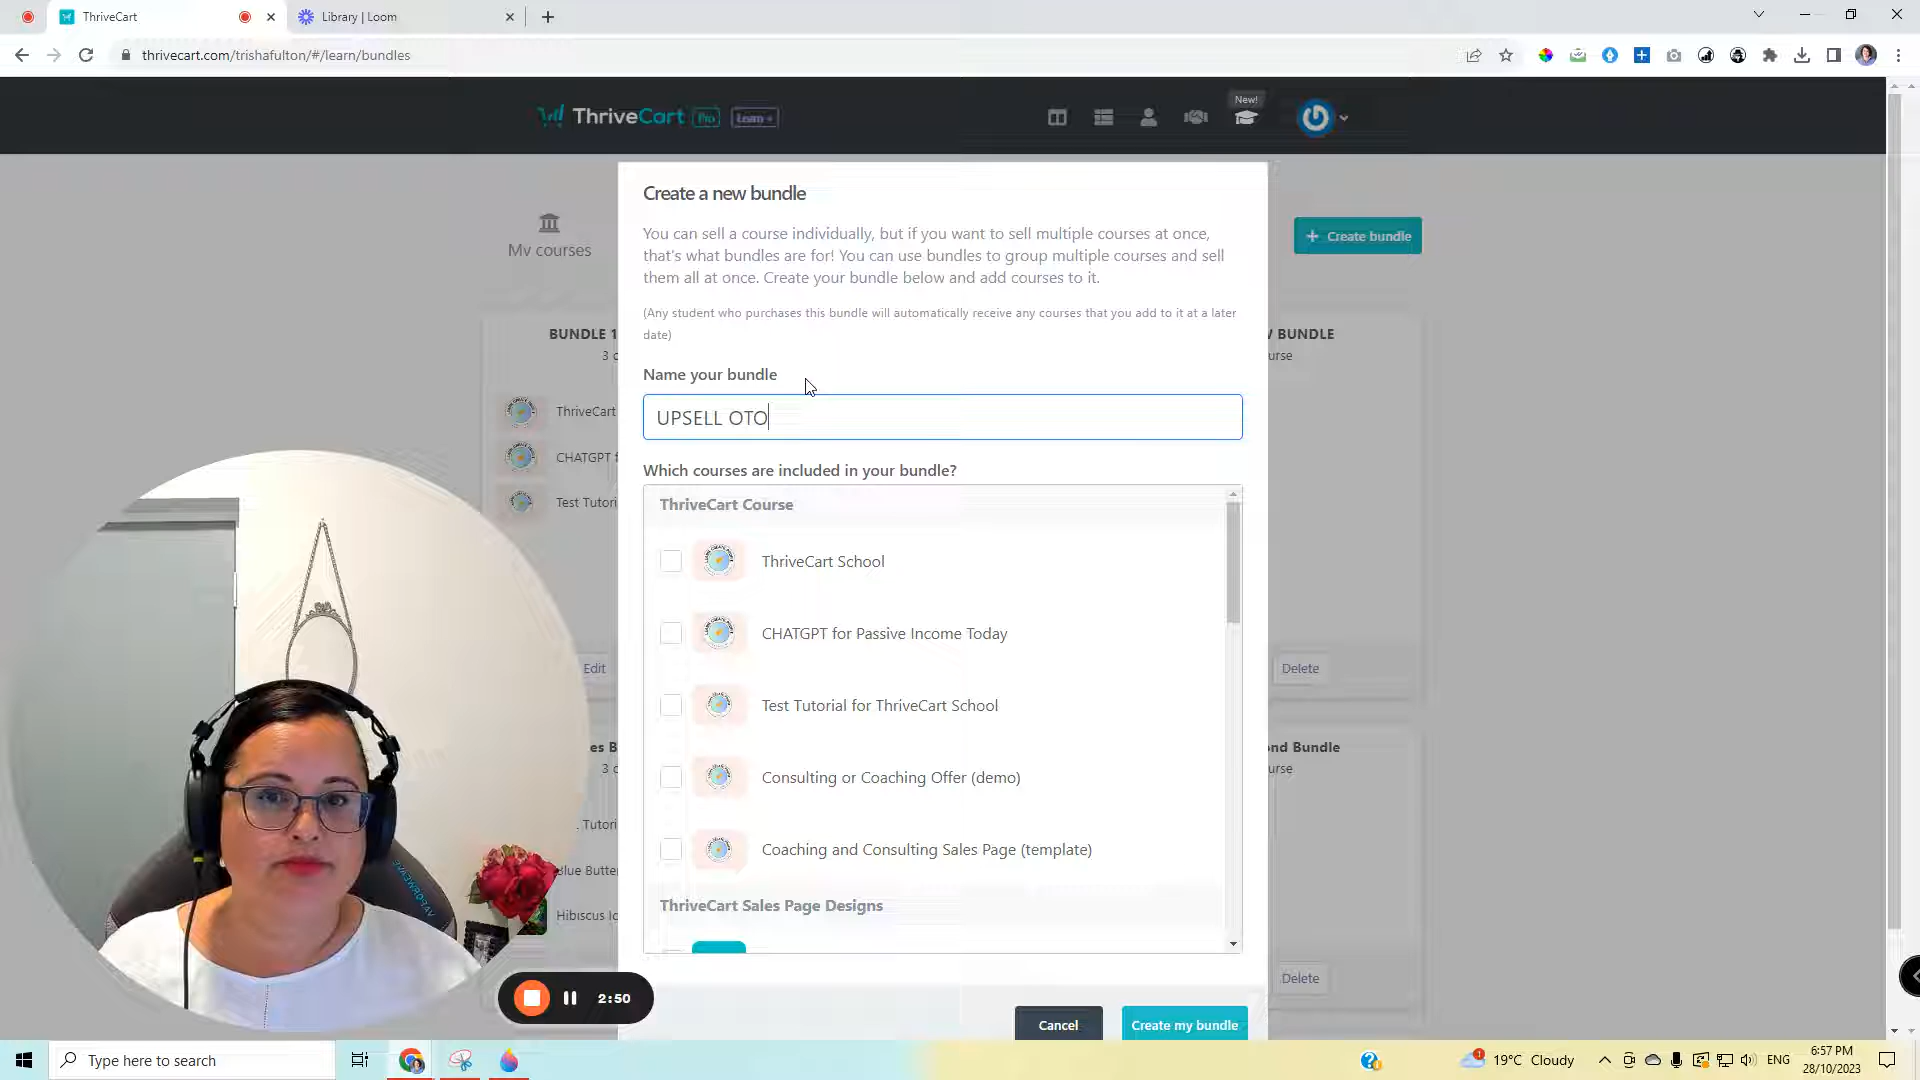 ThriveCart
Library | Loom
thrivecart.com/trishafulton/#/learn/bundles
ThriveCart Pro Learn +
New!
Create a new bundle
You can sell a course individually, but if you want to sell multiple courses at once,
that's what bundles are for! You can use bundles to group multiple courses and sell
them all at once. Create your bundle below and add courses to it.
(Any student who purchases this bundle will automatically receive any courses that you add to it at a later
date)
Name your bundle
UPSELL OTO
Which courses are included in your bundle?
ThriveCart Course
ThriveCart School
CHATGPT for Passive Income Today
Test Tutorial for ThriveCart School
Consulting or Coaching Offer (demo)
Coaching and Consulting Sales Page (template)
ThriveCart Sales Page Designs
Cancel
Create my bundle
My courses
+ Create bundle
BUNDLE 1
3 c
ThriveCart
CHATGPT f
Test Tutori
Edit
BUNDLE
urse
Delete
es B
3 c
Tutori
Blue Butte
Hibiscus Ic
ond Bundle
urse
Delete
2:50
Type here to search
1
19°C Cloudy
ENG
6:57 PM
28/10/2023